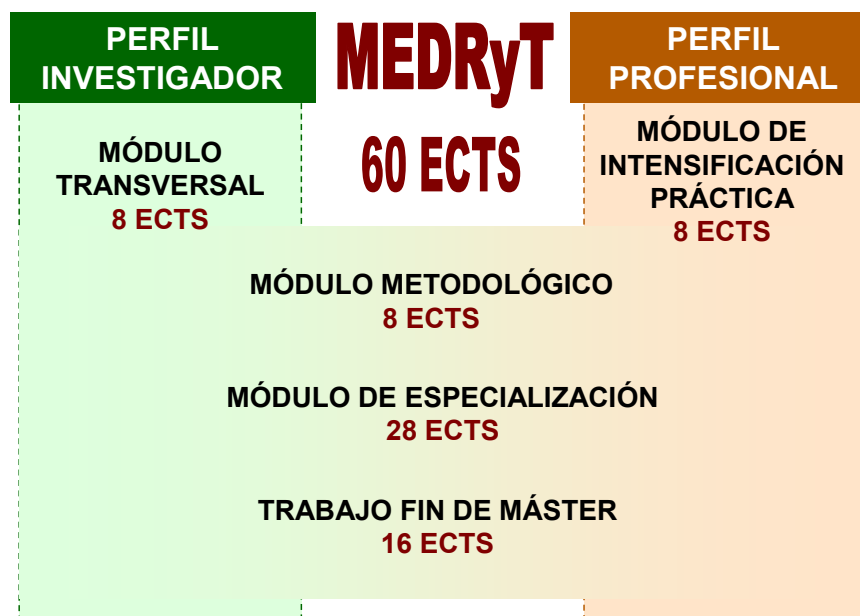 PERFIL
INVESTIGADOR
MEDRyT
60 ECTS
PERFIL
PROFESIONAL
MÓDULO
TRANSVERSAL
8 ECTS
MÓDULO DE
INTENSIFICACIÓN
PRÁCTICA
8 ECTS
MÓDULO METODOLÓGICO
8 ECTS
MÓDULO DE ESPECIALIZACIÓN
28 ECTS
TRABAJO FIN DE MÁSTER
16 ECTS